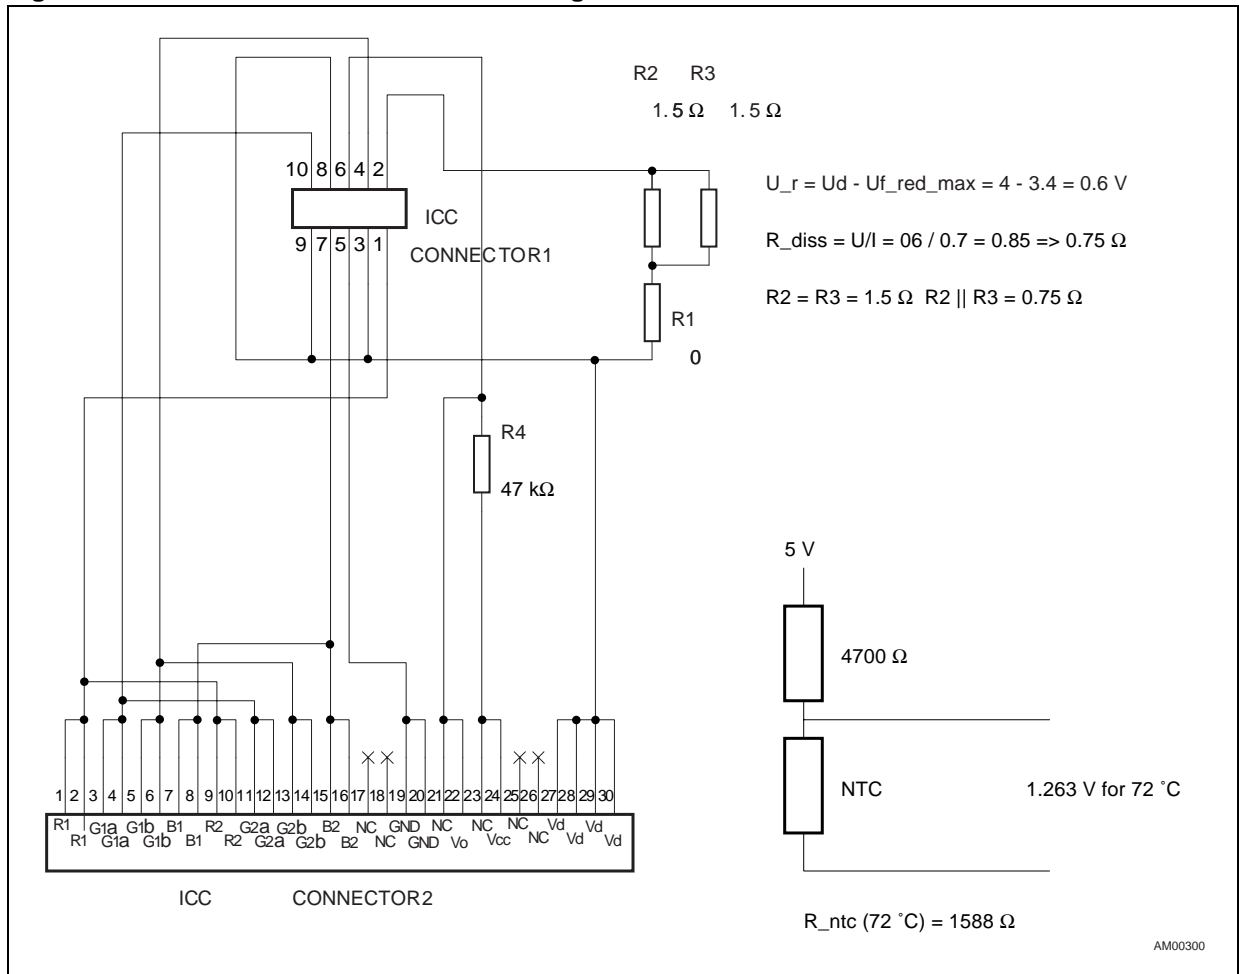 R2 R3
1.5 Ω 1.5 Ω
10 8 6 4 2
ICC
9 7 5 3 1
CONNECTOR1
U_r = Ud - Uf_red_max = 4 - 3.4 = 0.6 V
R_diss = U/I = 06 / 0.7 = 0.85 => 0.75 Ω
R2 = R3 = 1.5 Ω R2 || R3 = 0.75 Ω
R1
0
R4
47 kΩ
5 V
4700 Ω
NTC
1.263 V for 72 ˚C
R_ntc (72 ˚C) = 1588 Ω
1 2 3 4 5 6 7 8 9 10 11 12 13 14 15 16 17 18 19 20 21 22 23 24 25 26 27 28 29 30
R1 G1a G1b B1 R2 G2a G2b B2 NC GND NC NC NC Vd Vd
R1 G1a G1b B1 R2 G2a G2b B2 NC GND Vo Vcc NC Vd Vd
ICC CONNECTOR2
AM00300